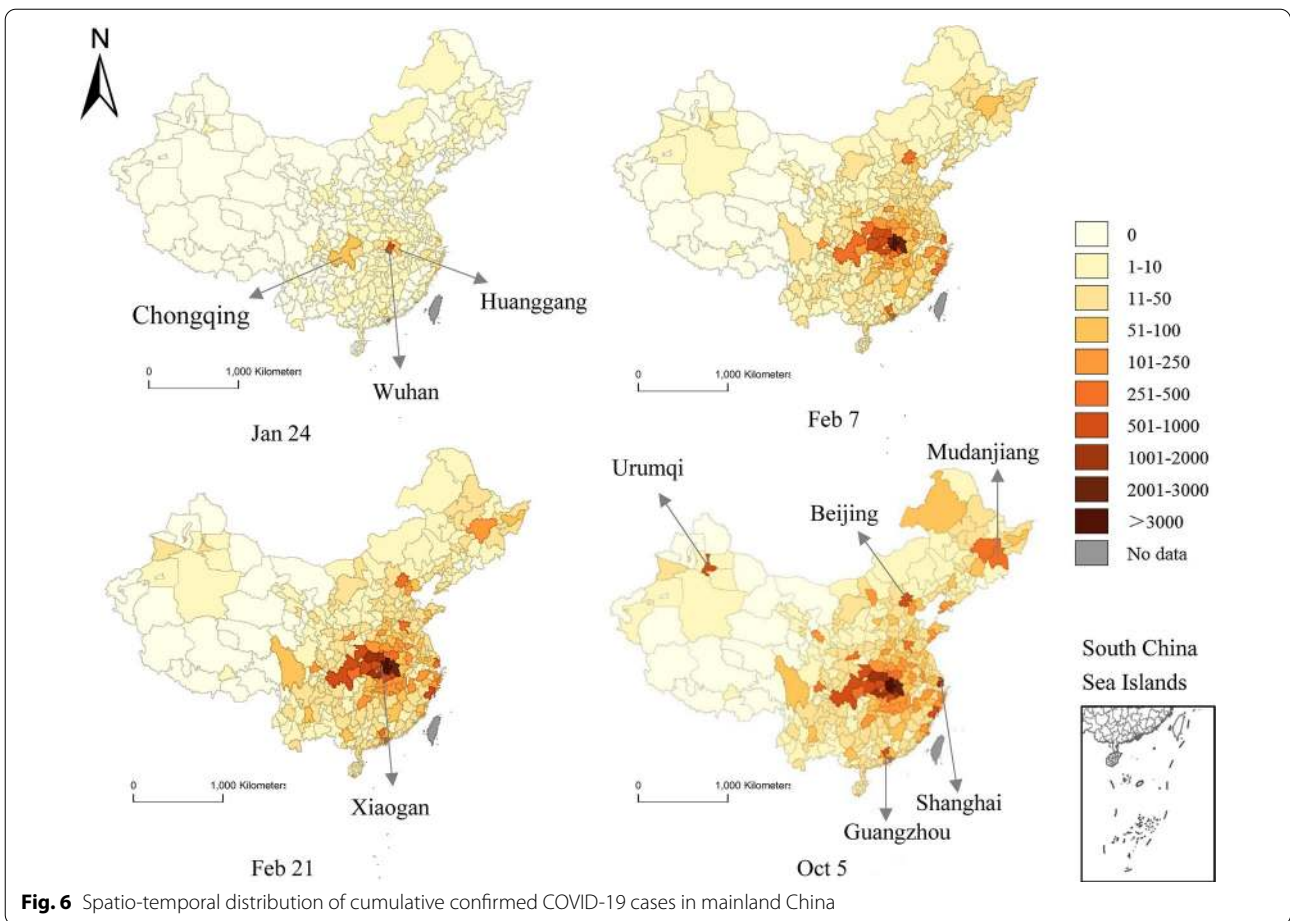 N
Chongqing
Huanggang
Wuhan
0
1,000 Kilometers
Jan 24
0
1,000 Kilometers
Feb 7
0
1-10
11-50
51-100
101-250
251-500
501-1000
1001-2000
2001-3000
>3000
No data
Xiaogan
0
1,000 Kilometers
Feb 21
Urumqi
Beijing
Mudanjiang
Shanghai
Guangzhou
0
1,000 Kilometers
Oct 5
South China
Sea Islands
Fig. 6 Spatio-temporal distribution of cumulative confirmed COVID-19 cases in mainland China